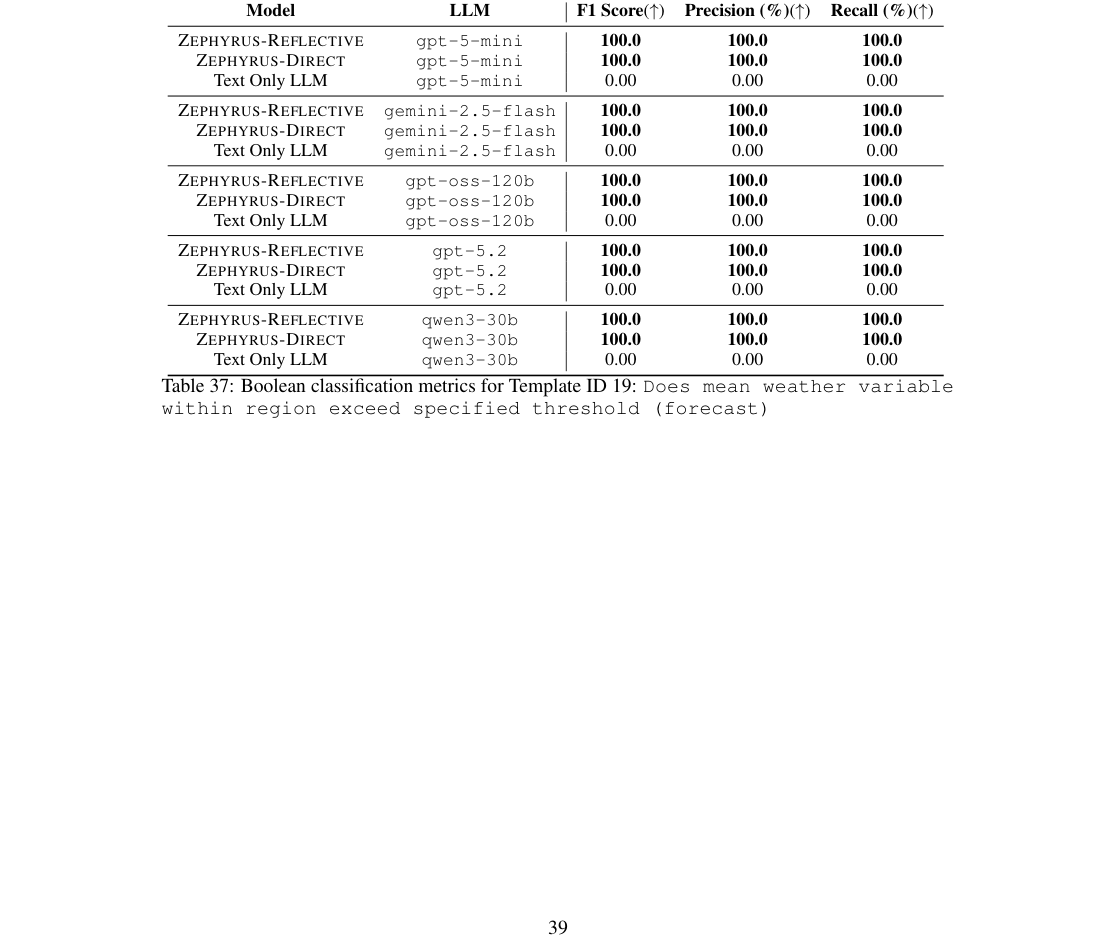 Model LLM F1 Score(↑) Precision (%)(↑) Recall (%)(↑)
ZEPHYRUS-REFLECTIVE gpt-5-mini 100.0 100.0 100.0
ZEPHYRUS-DIRECT gpt-5-mini 100.0 100.0 100.0
Text Only LLM gpt-5-mini 0.00 0.00 0.00
ZEPHYRUS-REFLECTIVE gemini-2.5-flash 100.0 100.0 100.0
ZEPHYRUS-DIRECT gemini-2.5-flash 100.0 100.0 100.0
Text Only LLM gemini-2.5-flash 0.00 0.00 0.00
ZEPHYRUS-REFLECTIVE gpt-oss-120b 100.0 100.0 100.0
ZEPHYRUS-DIRECT gpt-oss-120b 100.0 100.0 100.0
Text Only LLM gpt-oss-120b 0.00 0.00 0.00
ZEPHYRUS-REFLECTIVE gpt-5.2 100.0 100.0 100.0
ZEPHYRUS-DIRECT gpt-5.2 100.0 100.0 100.0
Text Only LLM gpt-5.2 0.00 0.00 0.00
ZEPHYRUS-REFLECTIVE qwen3-30b 100.0 100.0 100.0
ZEPHYRUS-DIRECT qwen3-30b 100.0 100.0 100.0
Text Only LLM qwen3-30b 0.00 0.00 0.00
Table 37: Boolean classification metrics for Template ID 19: Does mean weather variable
within region exceed specified threshold (forecast)
39